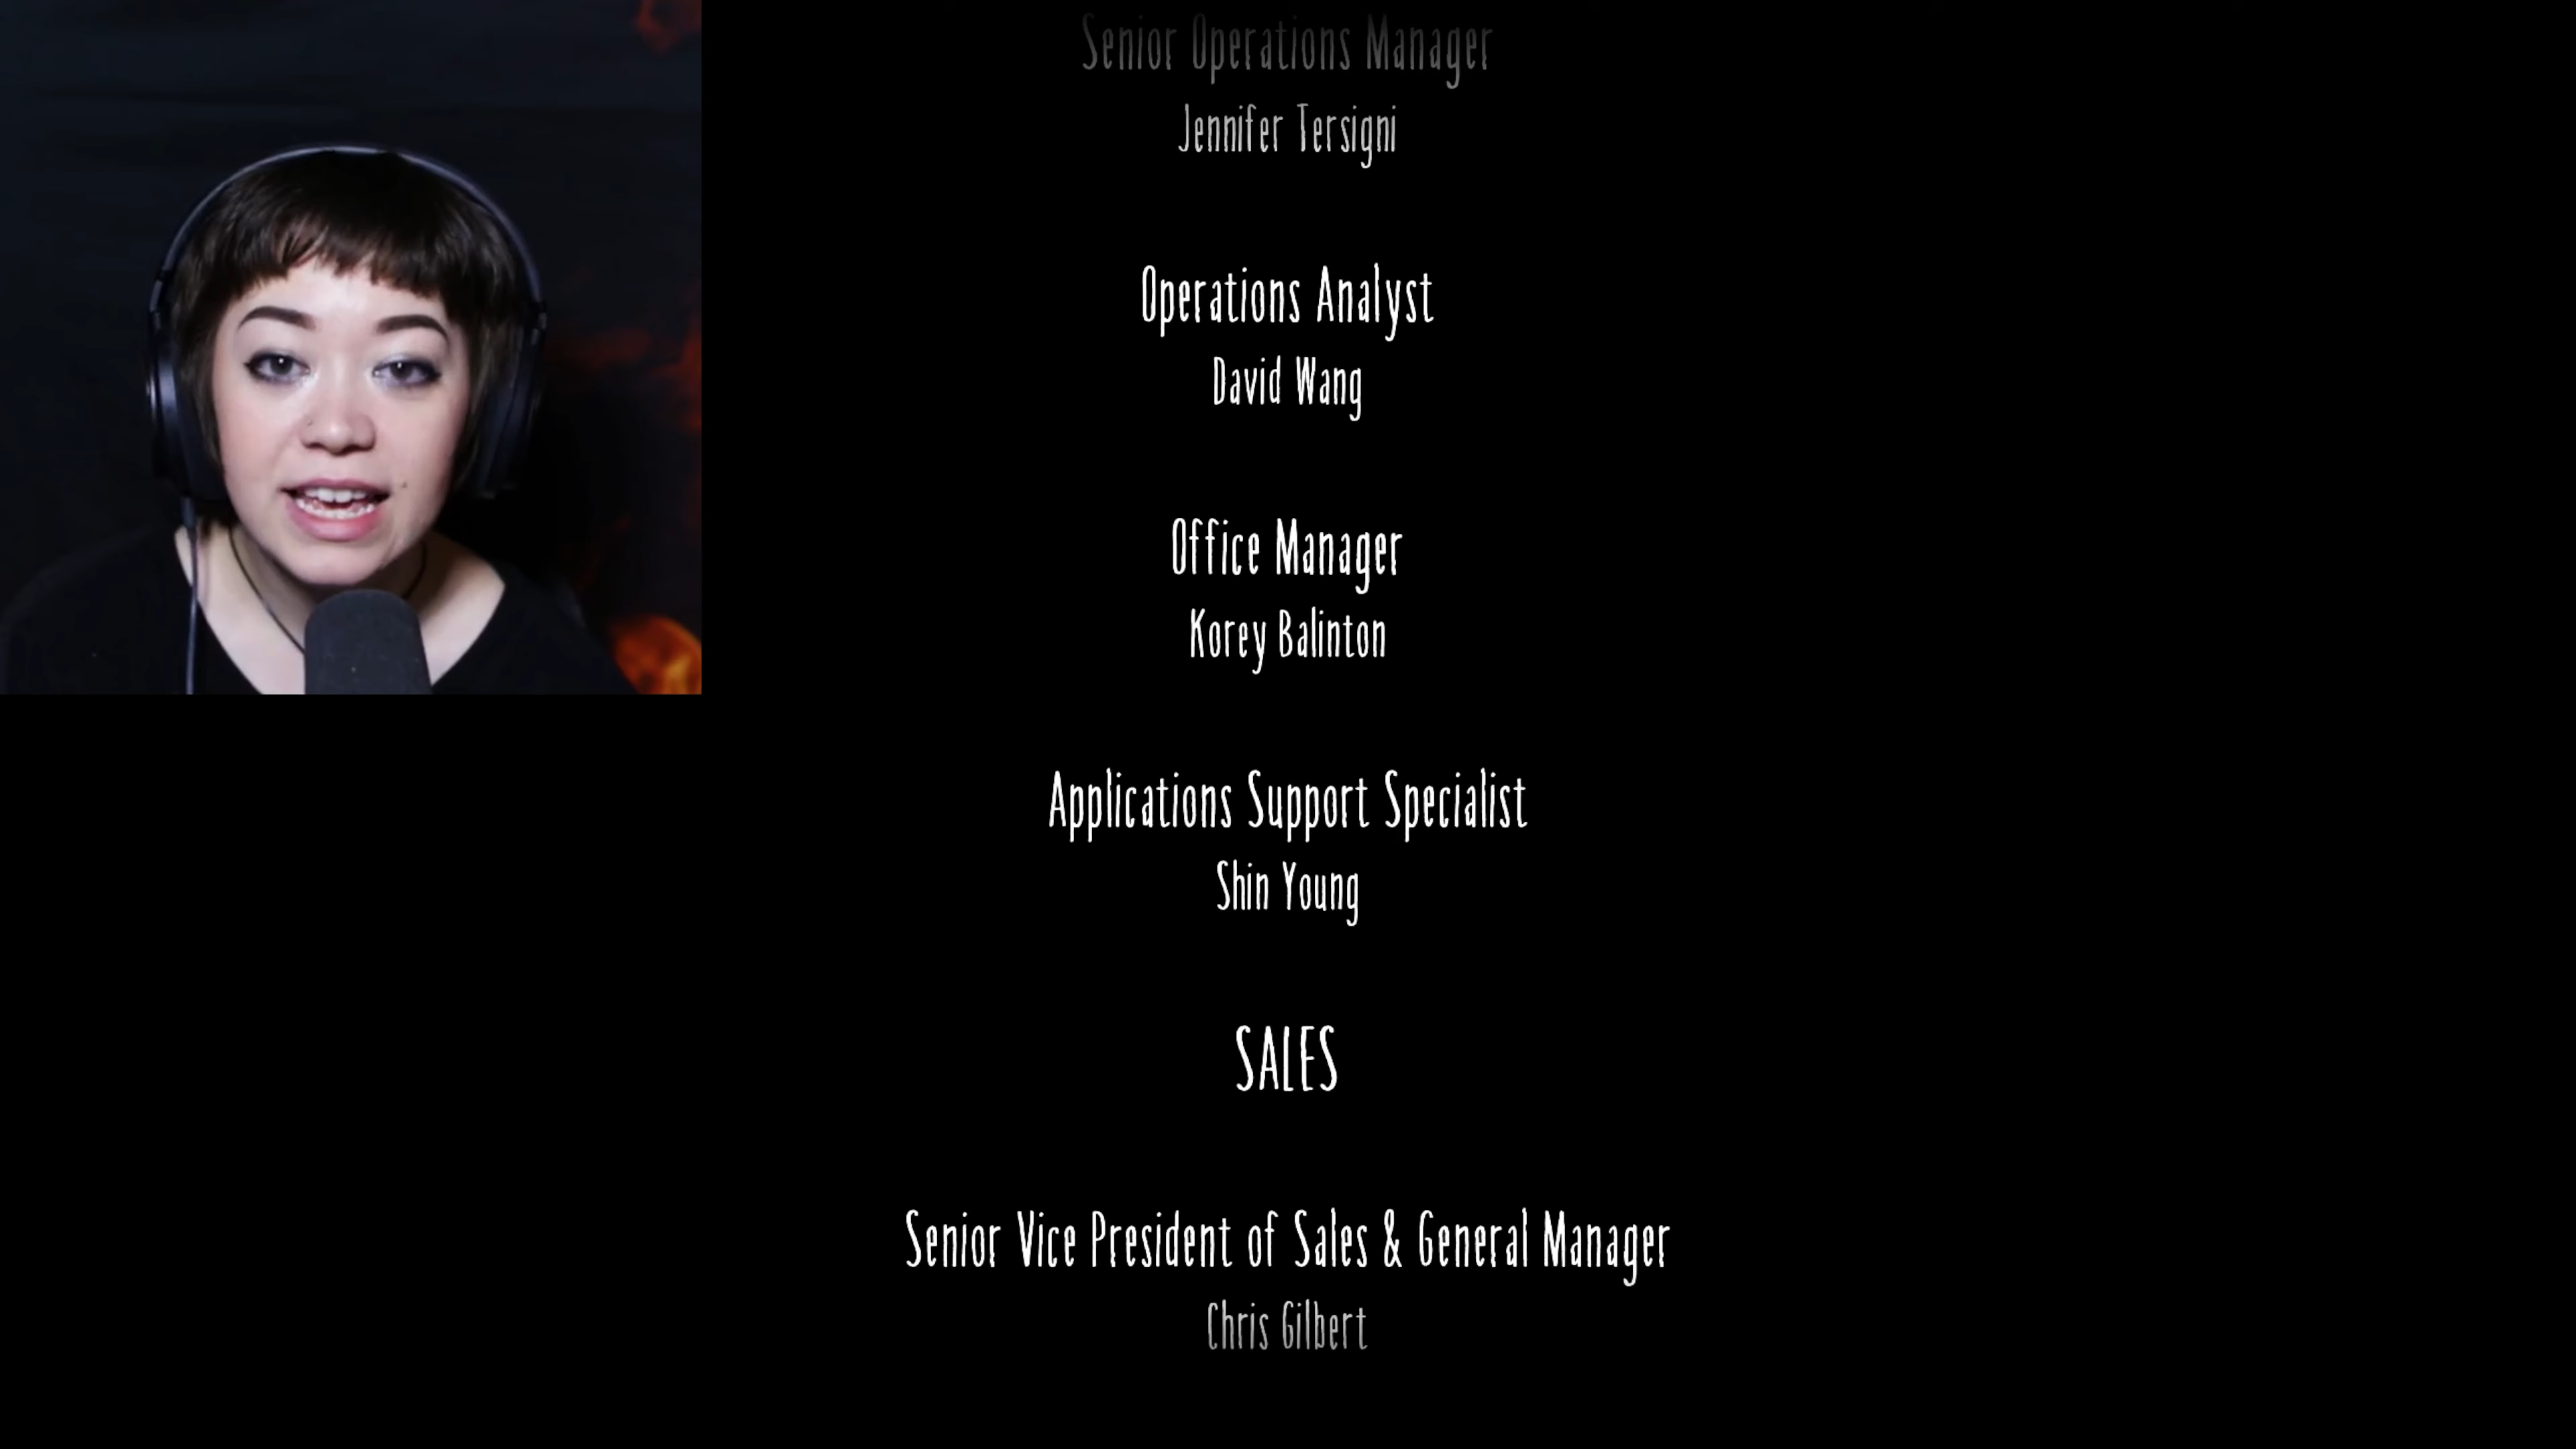 Senior Operations Manager
Jennifer Tersigni
Operations Analyst
David Wang
Office Manager
Korey Balinton
Applications Support Specialist
Shin Young
SALES
Senior Vice President of Sales & General Manager
Chris Gilbert